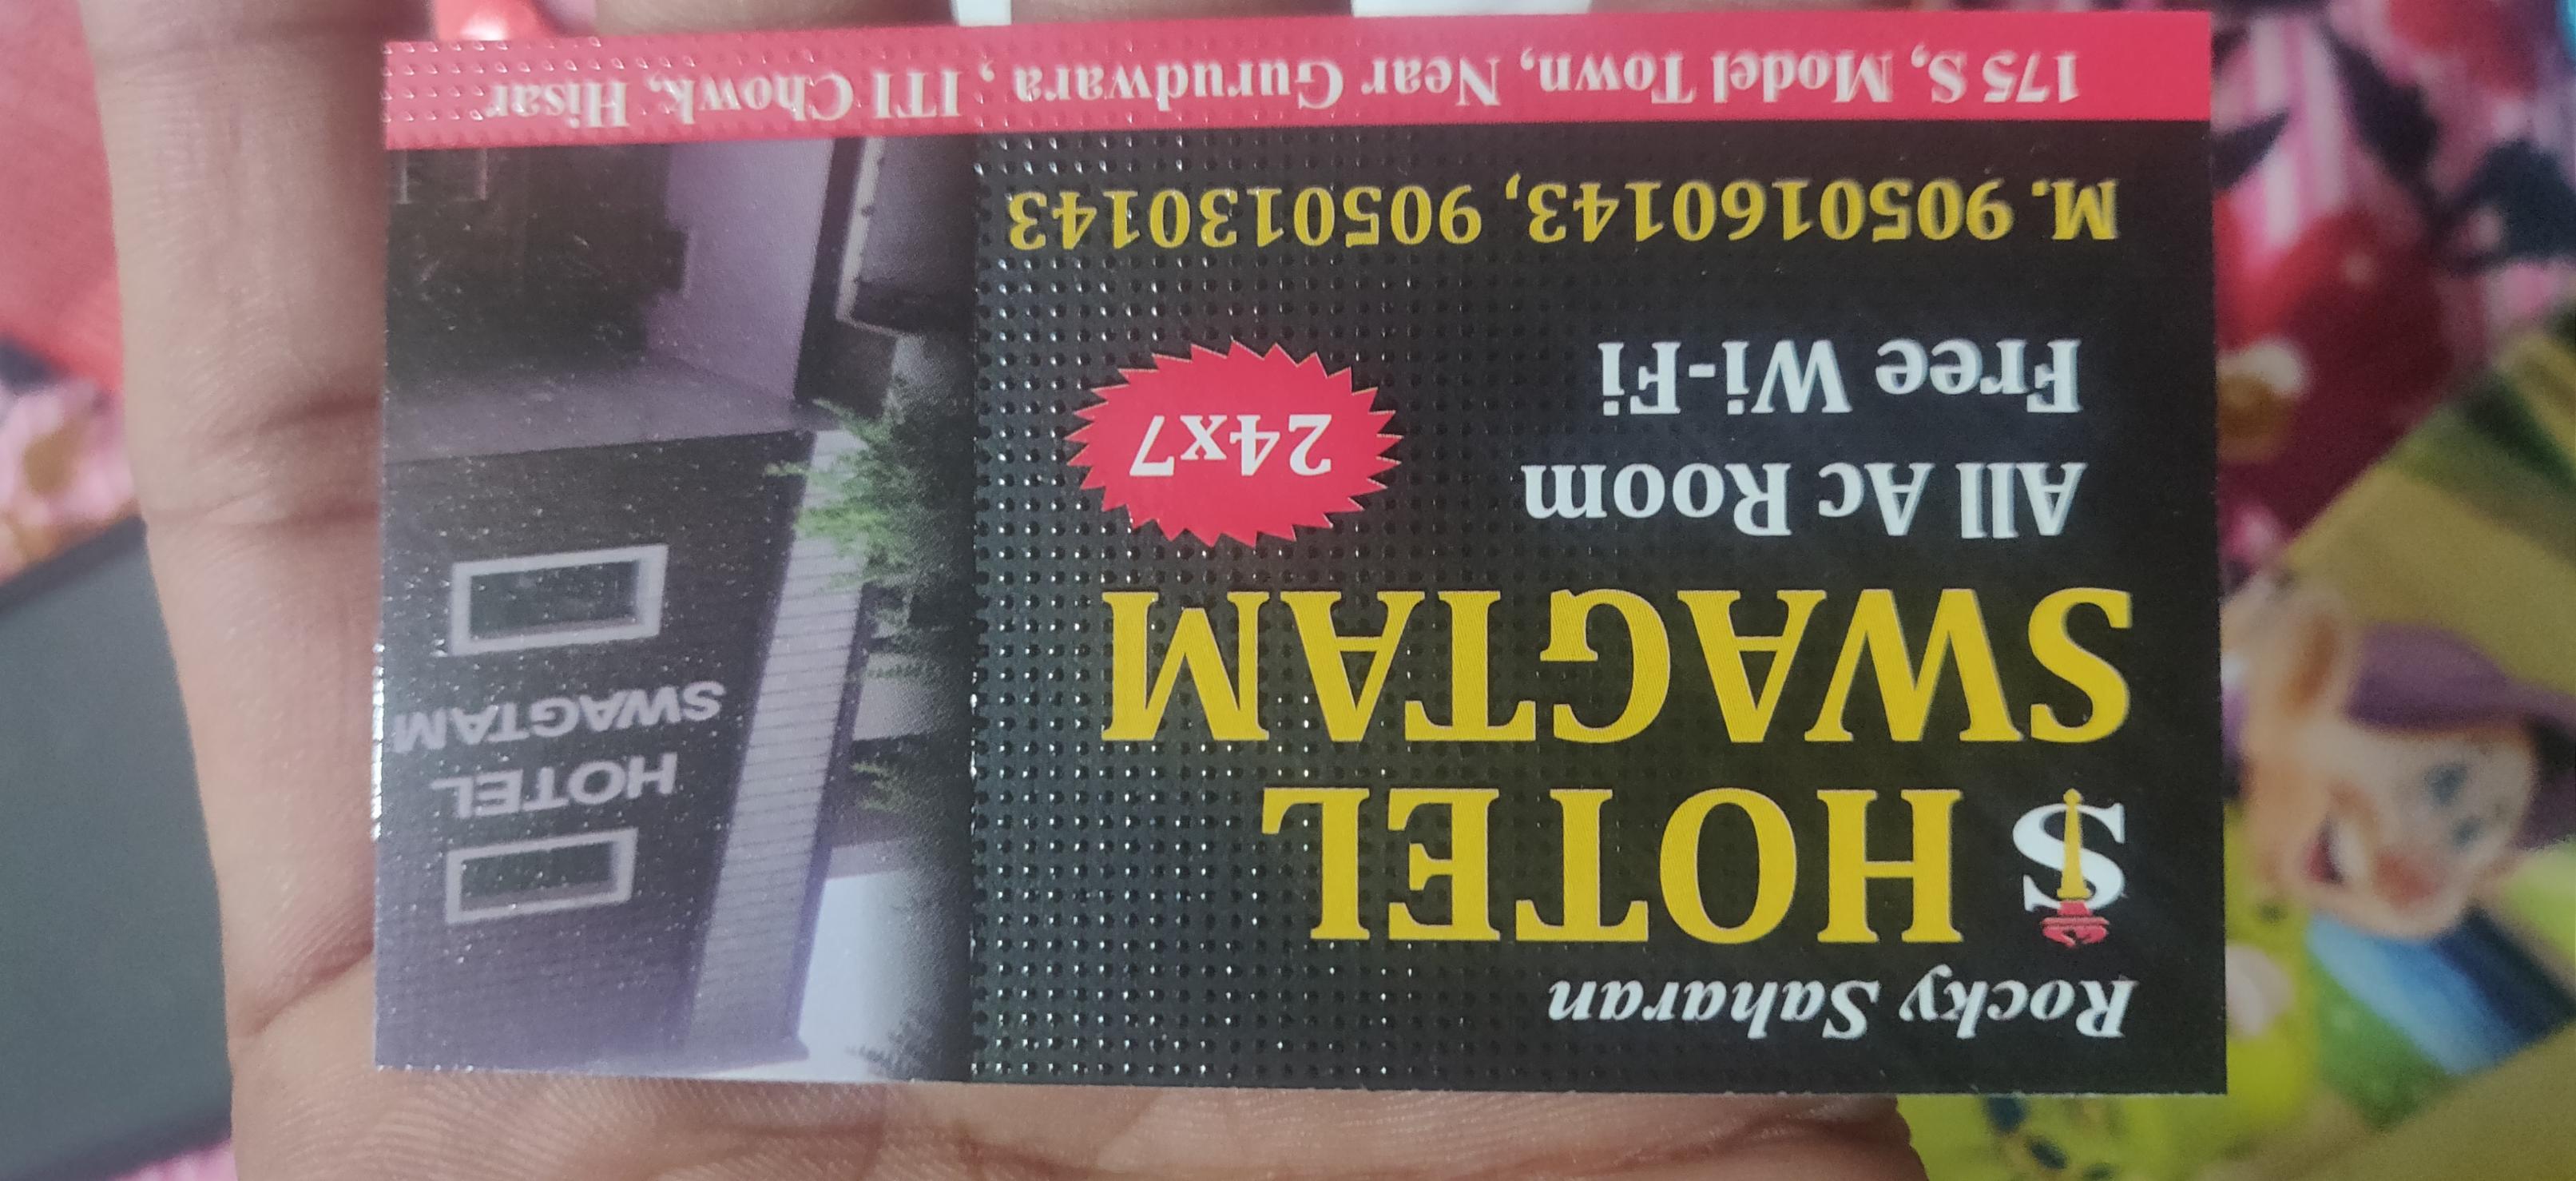 Rocky Saharan
S HOTEL
SWAGTAM
All Ac Room
Free Wi-Fi
24x7
M. 9050160143, 9050130143
175 S, Model Town, Near Gurudwara , ITI Chowk, Hisar
HOTEL
SWAGTAM